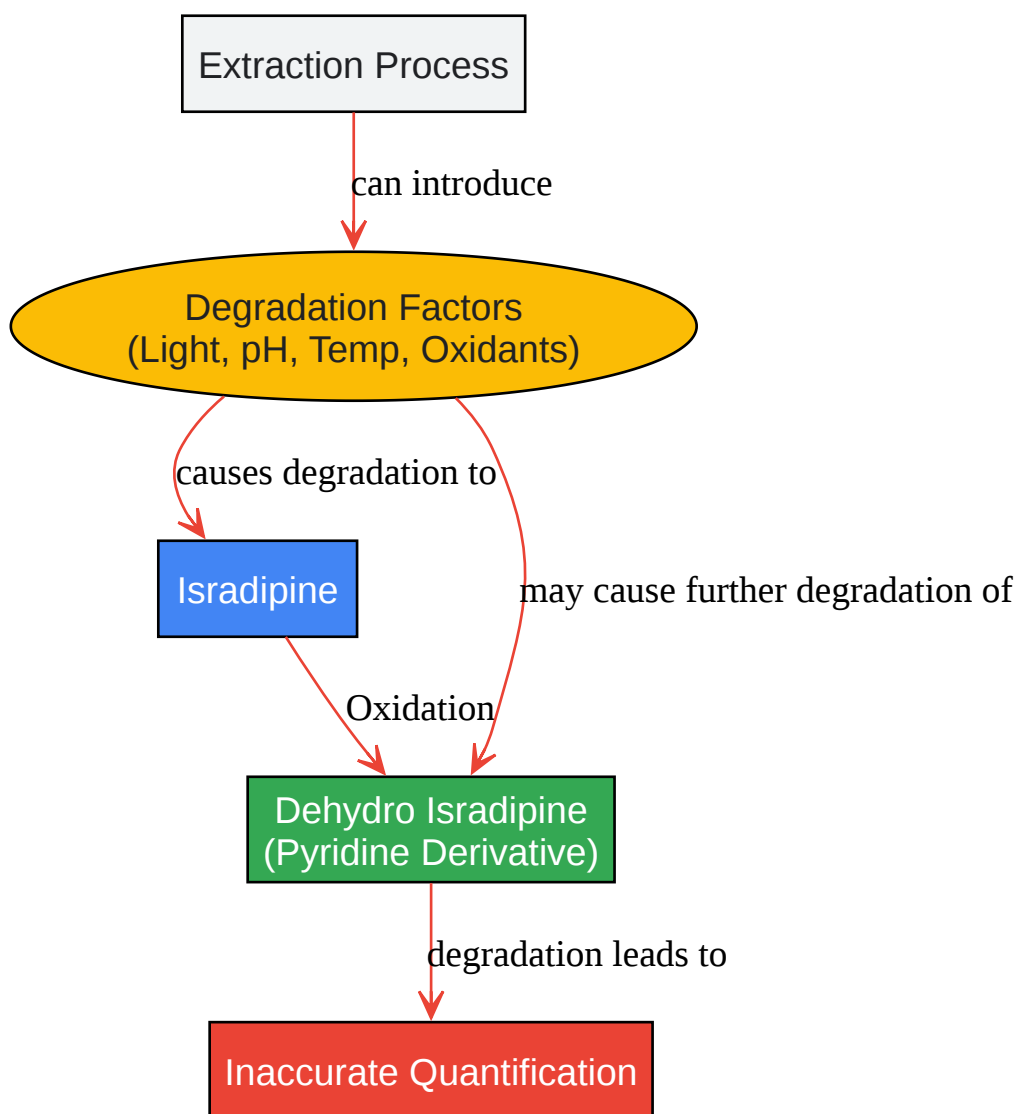 Extraction Process
can introduce
Degradation Factors
(Light, pH, Temp, Oxidants)
causes degradation to
Isradipine
may cause further degradation of
Oxidation
Dehydro Isradipine
(Pyridine Derivative)
degradation leads to
Inaccurate Quantification